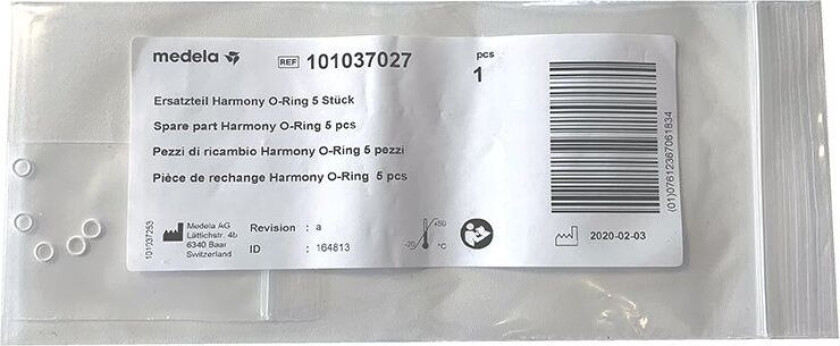 medela
REF 101037027
pcs
1
Ersatzteil Harmony O-Ring 5 Stück
Spare part Harmony O-Ring 5 pcs
Pezzi di ricambio Harmony O-Ring 5 pezzi
Pièce de rechange Harmony O-Ring 5 pcs
(01)07612367061834
101037253
Medela AG
Lättichstr. 4b
6340 Baar
Switzerland
Revision : a
ID : 164813
-20 +50 °C
2020-02-03